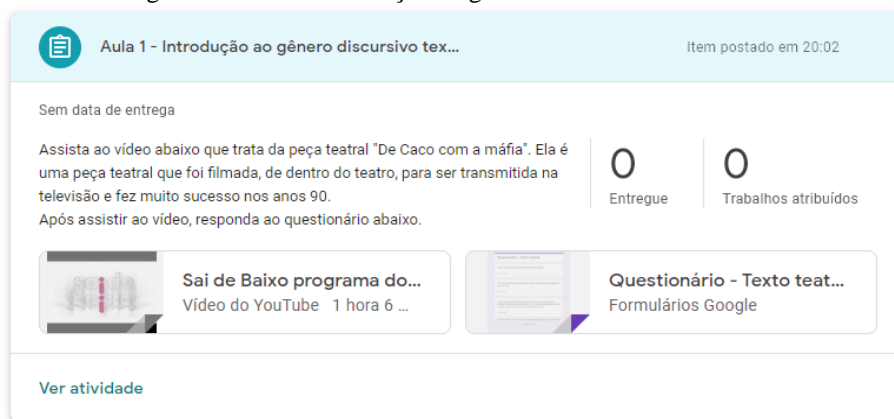 Aula 1 - Introdução ao gênero discursivo tex...
Item postado em 20:02
Sem data de entrega
Assista ao vídeo abaixo que trata da peça teatral "De Caco com a máfia". Ela é
uma peça teatral que foi filmada, de dentro do teatro, para ser transmitida na
televisão e fez muito sucesso nos anos 90.
Após assistir ao vídeo, responda ao questionário abaixo.
0
Entregue
0
Trabalhos atribuídos
Sai de Baixo programa do...
Vídeo do YouTube 1 hora 6 ...
Questionário - Texto teat...
Formulários Google
Ver atividade